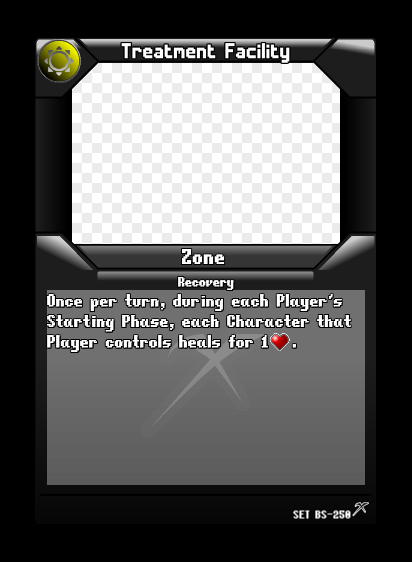 Treatment Facility
Zone
Recovery
Once per turn, during each Player's
Starting Phase, each Character that
Player controls heals for 1❤.
SET BS-250